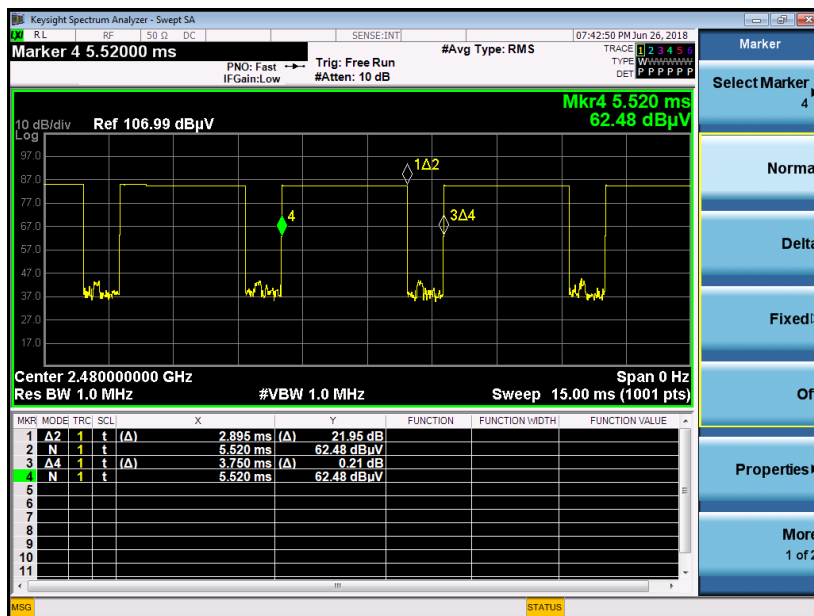 Keysight Spectrum Analyzer - Swept SA
LXI RL RF 50 Ω DC SENSE:INT 07:42:50 PM Jun 26, 2018
Marker 4 5.52000 ms
PNO: Fast
IFGain:Low
Trig: Free Run
#Atten: 10 dB
#Avg Type: RMS
TRACE 1 2 3 4 5 6
TYPE W W W W W W
DET P P P P P P
Mkr4 5.520 ms
62.48 dBµV
10 dB/div Ref 106.99 dBµV
Log
97.0
87.0
77.0
67.0
57.0
47.0
37.0
27.0
17.0
1Δ2
4
3Δ4
Center 2.480000000 GHz Span 0 Hz
Res BW 1.0 MHz #VBW 1.0 MHz Sweep 15.00 ms (1001 pts)
MKR MODE TRC SCL X Y FUNCTION FUNCTION WIDTH FUNCTION VALUE
1 Δ2 1 t (Δ) 2.895 ms (Δ) 21.95 dB
2 N 1 t 5.520 ms 62.48 dBµV
3 Δ4 1 t (Δ) 3.750 ms (Δ) 0.21 dB
4 N 1 t 5.520 ms 62.48 dBµV
5
6
7
8
9
10
11
MSG STATUS
Marker
Select Marker
4
Norma
Delta
Fixed
Of
Properties
More
1 of 2